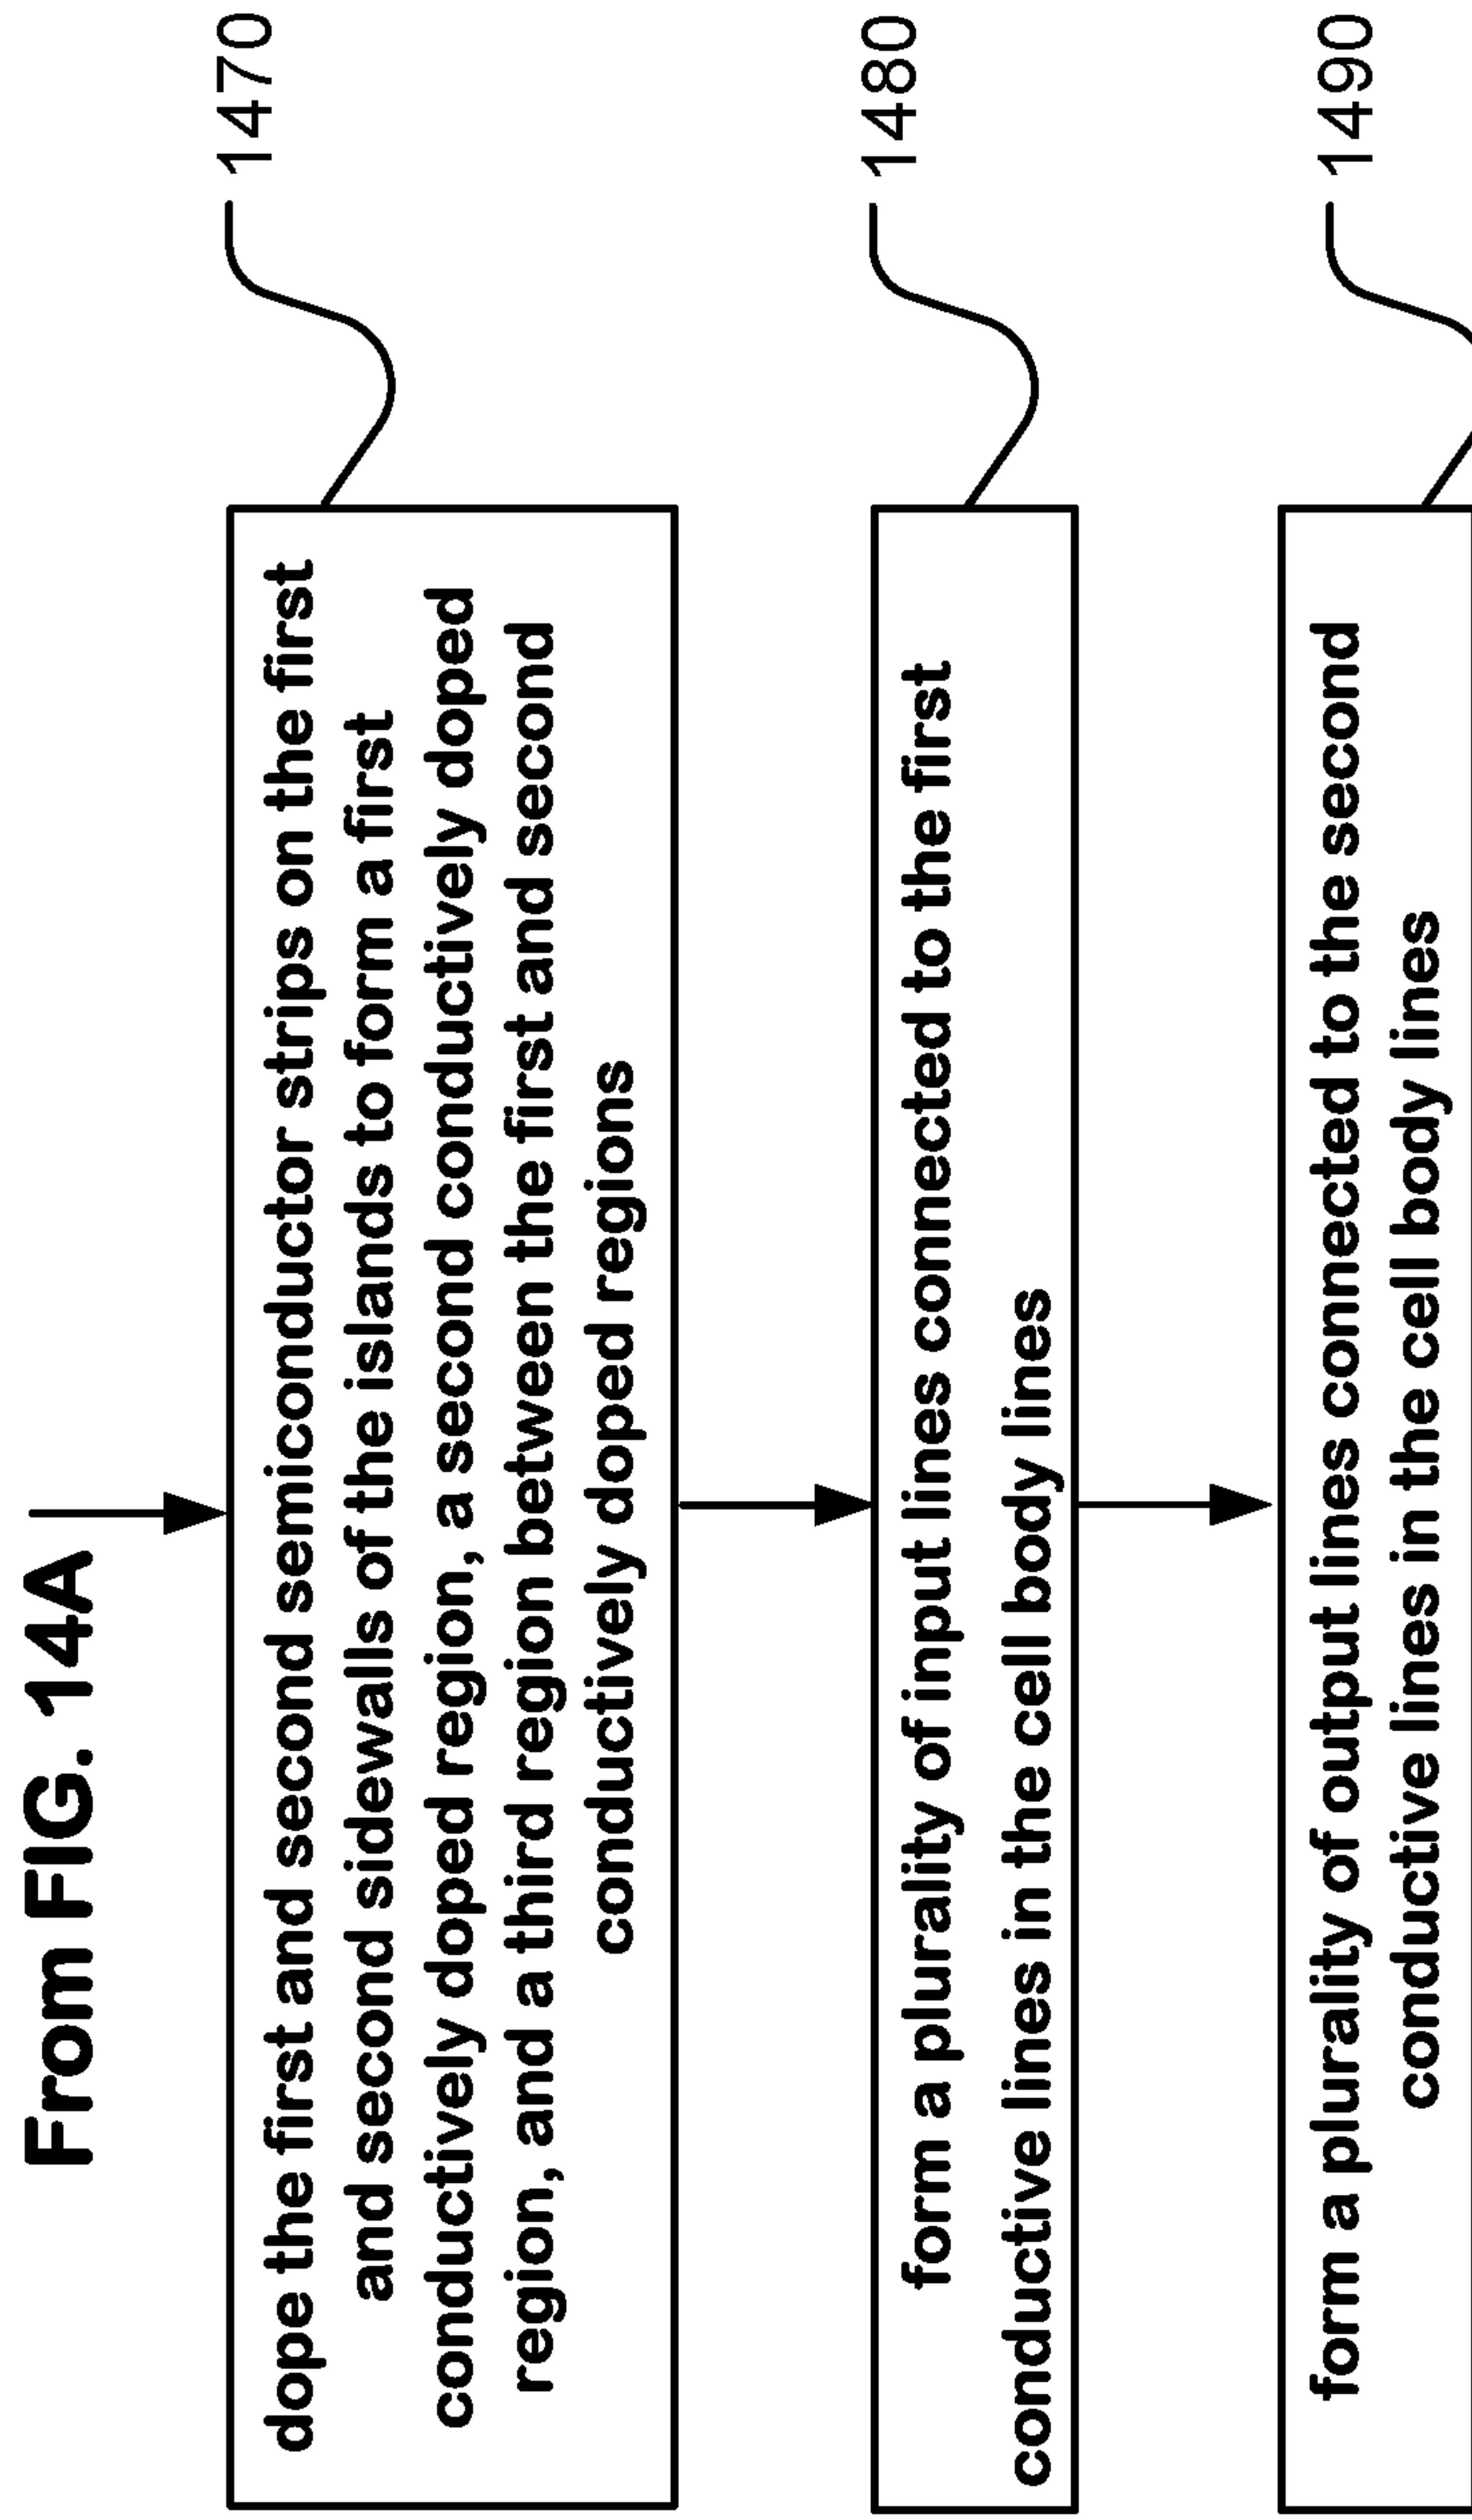 From FIG. 14A
dope the first and second semiconductor strips on the first
and second sidewalls of the islands to form a first
conductively doped region, a second conductively doped
region, and a third region between the first and second
conductively doped regions
1470
form a plurality of input lines connected to the first
conductive lines in the cell body lines
1480
form a plurality of output lines connected to the second
conductive lines in the cell body lines
1490